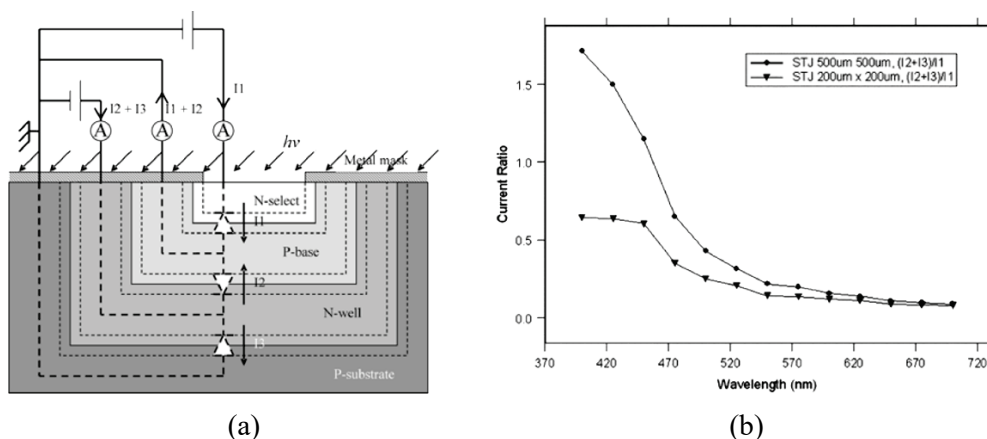 I1
I2 + I3
I1 + I2
A
A
A
hν
Metal mask
N-select
I1
P-base
I2
N-well
I3
P-substrate
(a)
STJ 500um 500um, (I2+I3)/I1
STJ 200um x 200um, (I2+I3)/I1
1.5
1.0
0.5
0.0
Current Ratio
370 420 470 520 570 620 670 720
Wavelength (nm)
(b)